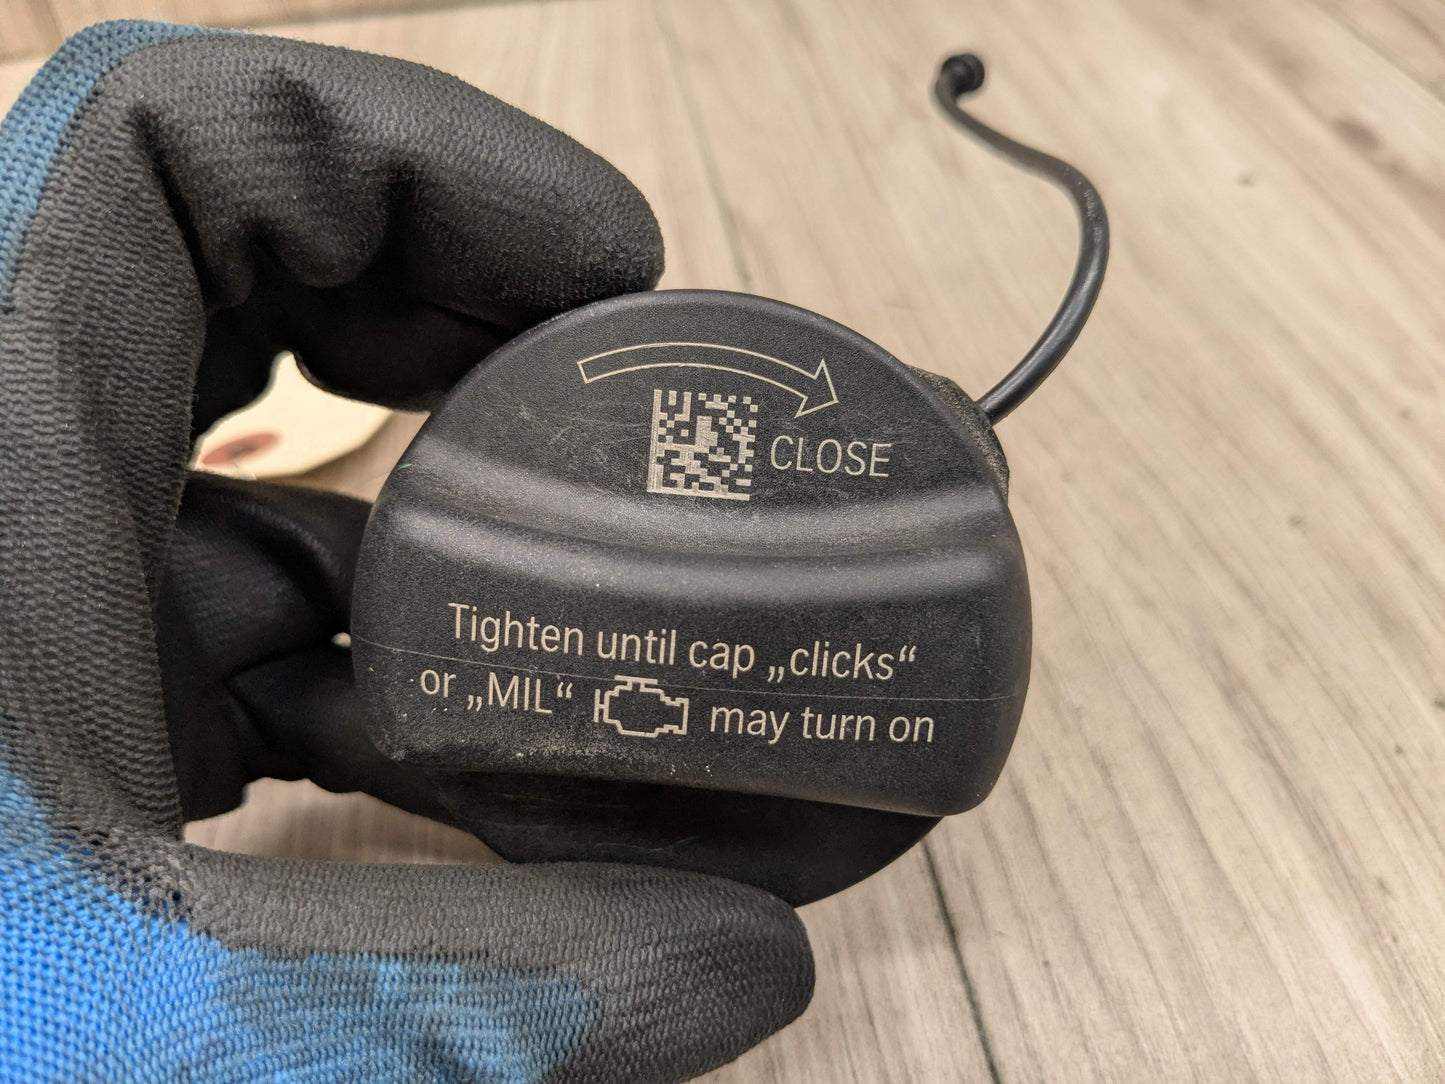 CLOSE
Tighten until cap „clicks“
or „MIL“ may turn on